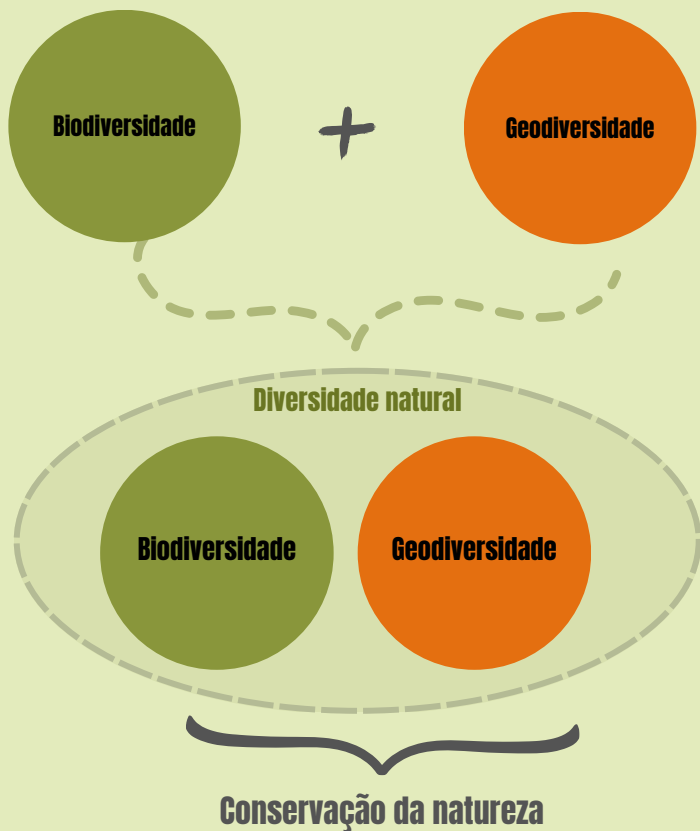 Biodiversidade
+
Geodiversidade
Diversidade natural
Biodiversidade
Geodiversidade
Conservação da natureza